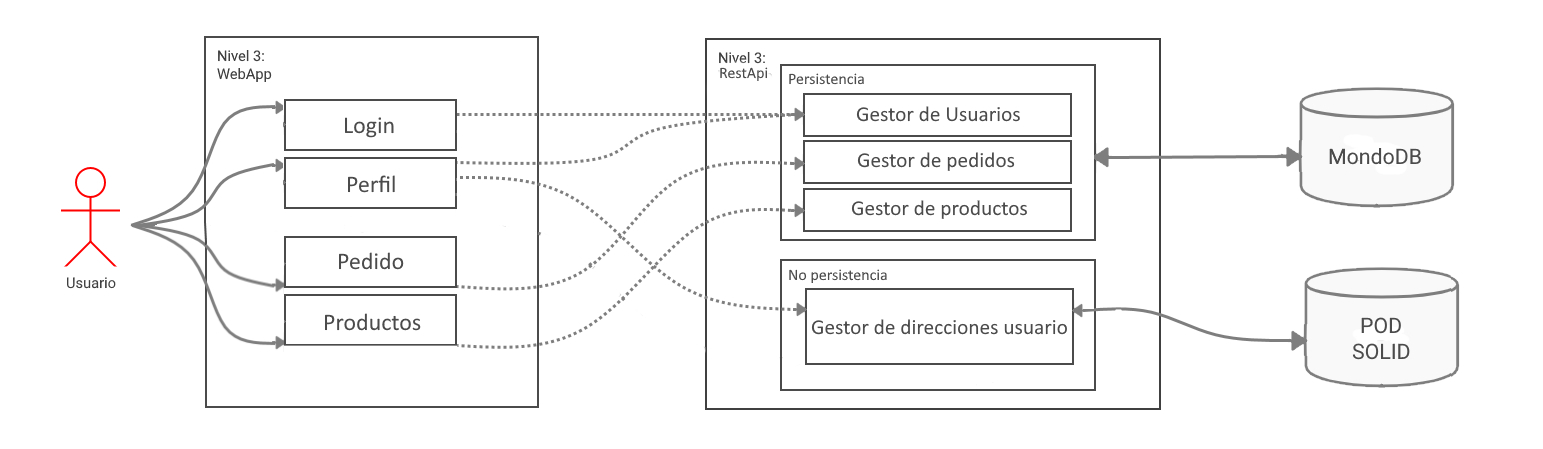 Usuario
Nivel 3:
WebApp
Login
Perfil
Pedido
Productos
Nivel 3:
RestApi
Persistencia
Gestor de Usuarios
Gestor de pedidos
Gestor de productos
No persistencia
Gestor de direcciones usuario
MondoDB
POD
SOLID